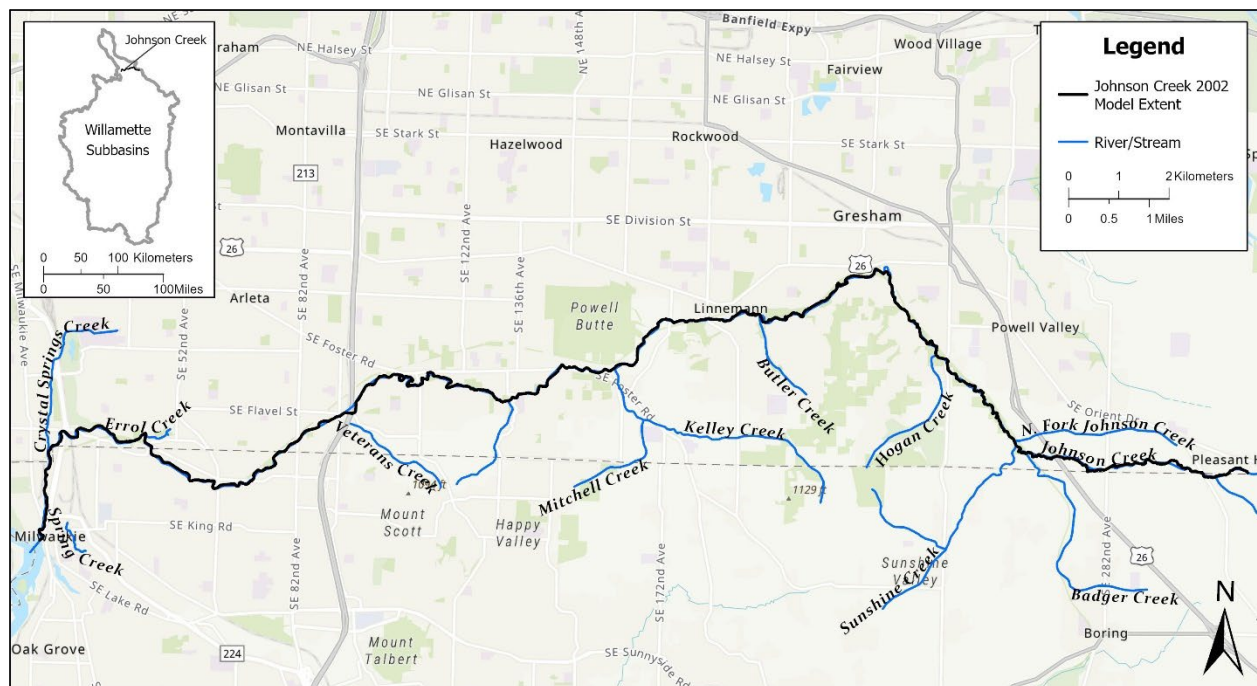 Johnson Creek
Willamette
Subbasins
0 50 100 Kilometers
0 50 100 Miles
Legend
Johnson Creek 2002
Model Extent
River/Stream
0 1 2 Kilometers
0 0.5 1 Miles
Banfield Expy
Wood Village
raham
NE Halsey St
NE 148th Ave
NE Halsey St
Fairview
NE Glisan St
NE Glisan St
Montavilla
SE Stark St
Hazelwood
Rockwood
SE Stark St
213
SE Division St
Gresham
26
26
SE Milwaukie Ave
Arleta
SE 82nd Ave
SE 122nd Ave
SE 136th Ave
Powell
Butte
Linnemann
Powell Valley
Crystal Springs Creek
SE 52nd Ave
SE Foster Rd
SE Foster Rd
Butler Creek
SE Flavel St
Errol Creek
Veterans Creek
Kelley Creek
Hogan Creek
SE Orient Dr
N. Fork Johnson Creek
Johnson Creek
Pleasant H
Mitchell Creek
1129 ft
Mount
Scott
Happy
Valley
SE King Rd
Milwaukie
Spring Creek
SE 82nd Ave
SE 172nd Ave
Sunshine
Valley
Sunshine Creek
SE 282nd Ave
26
Badger Creek
SE Lake Rd
Boring
N
Oak Grove
224
Mount
Talbert
SE Sunnyside Rd